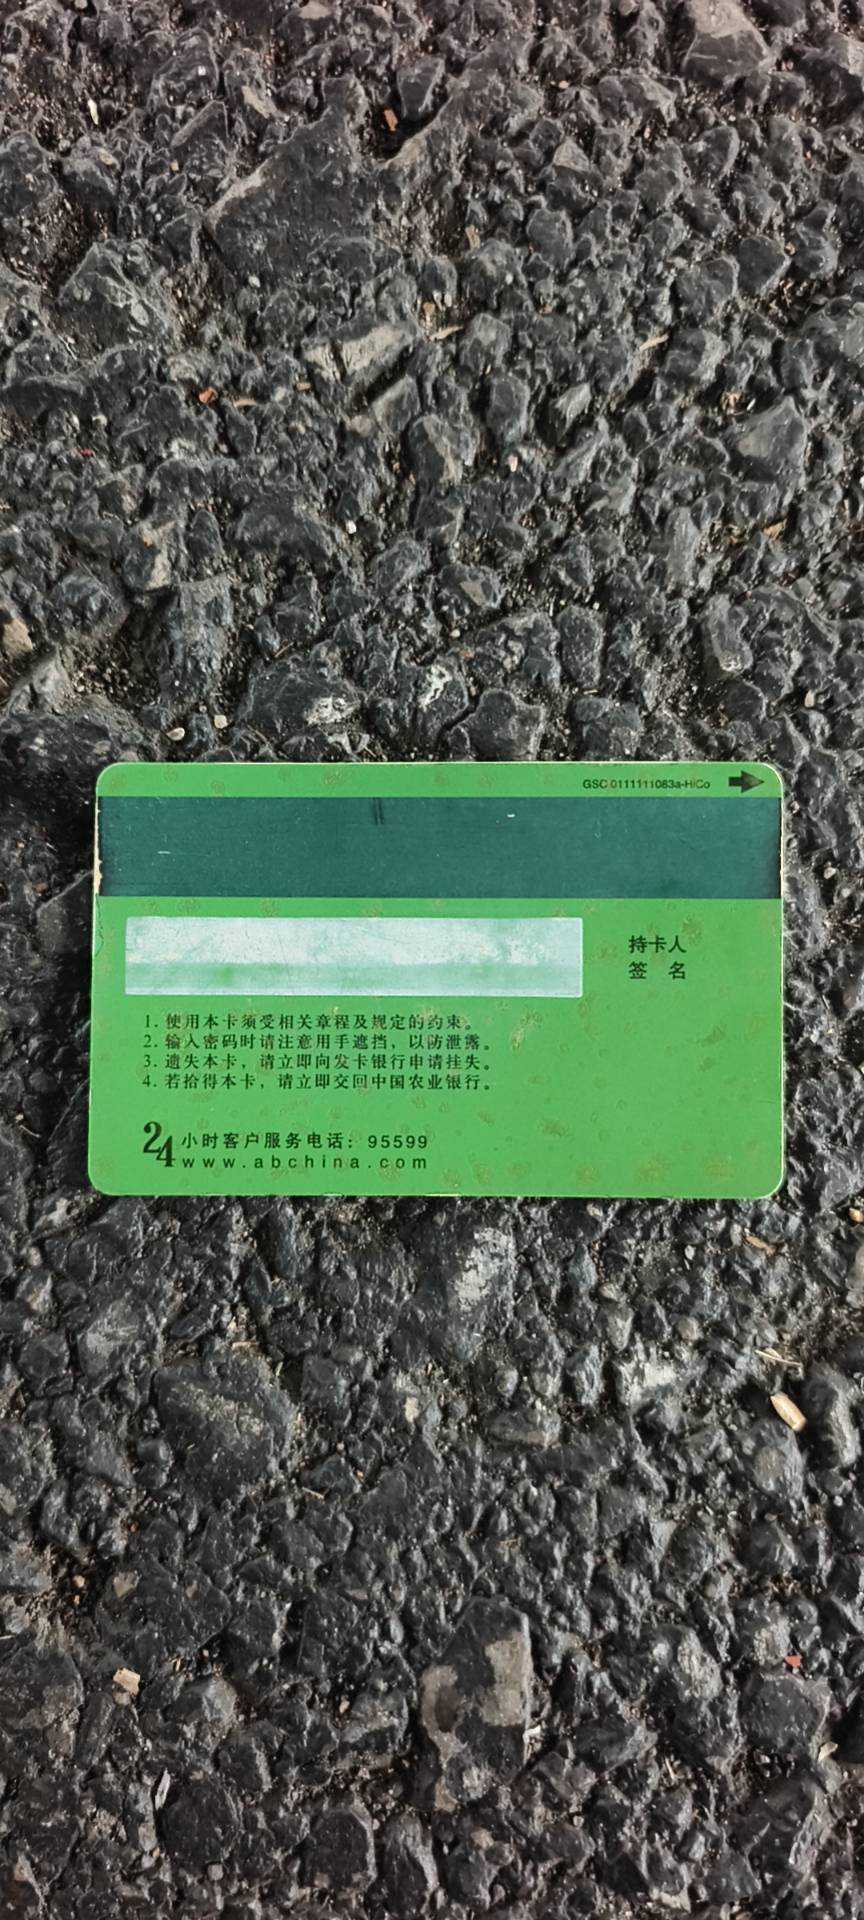 GSC 0111111083a-HiCo
持卡人
签 名
1. 使用本卡须受相关章程及规定的约束。
2. 输入密码时请注意用手遮挡，以防泄露。
3. 遗失本卡，请立即向发卡银行申请挂失。
4. 若拾得本卡，请立即交回中国农业银行。
24小时客户服务电话：95599
www.abchina.com